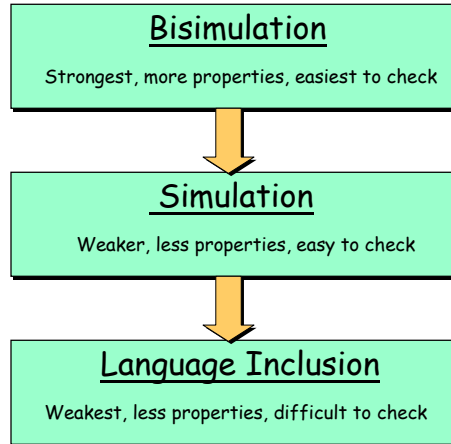 Bisimulation
Strongest, more properties, easiest to check
Simulation
Weaker, less properties, easy to check
Language Inclusion
Weakest, less properties, difficult to check